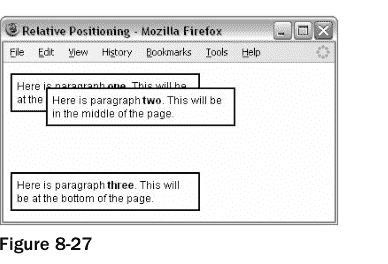 Relative Positioning - Mozilla Firefox
File Edit View History Bookmarks Tools Help
Here is paragraph one. This will be
at the
Here is paragraph two. This will be
in the middle of the page.
Here is paragraph three. This will
be at the bottom of the page.
Figure 8-27